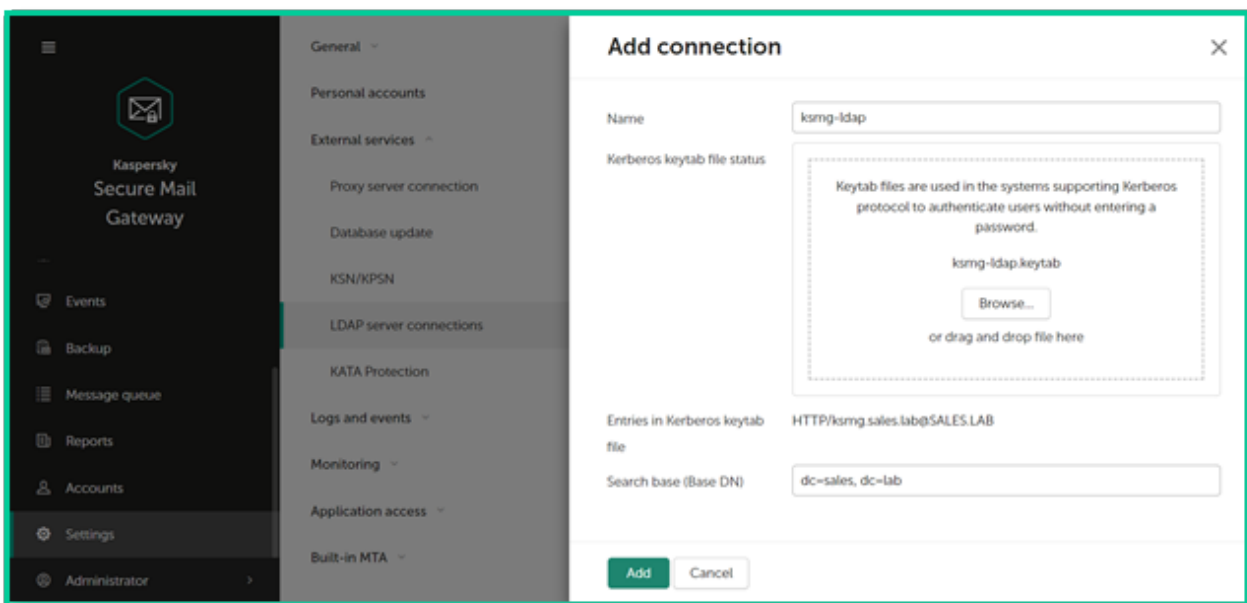 Kaspersky
Secure Mail
Gateway
Events
Backup
Message queue
Reports
Accounts
Settings
Administrator
General
Personal accounts
External services
Proxy server connection
Database update
KSN/KPSN
LDAP server connections
KATA Protection
Logs and events
Monitoring
Application access
Built-in MTA
Add connection
Name
ksmg-ldap
Kerberos keytab file status
Keytab files are used in the systems supporting Kerberos
protocol to authenticate users without entering a
password.
ksmg-ldap.keytab
Browse...
or drag and drop file here
Entries in Kerberos keytab
file
HTTP/ksmg.sales.lab@SALES.LAB
Search base (Base DN)
dc=sales, dc=lab
Add
Cancel